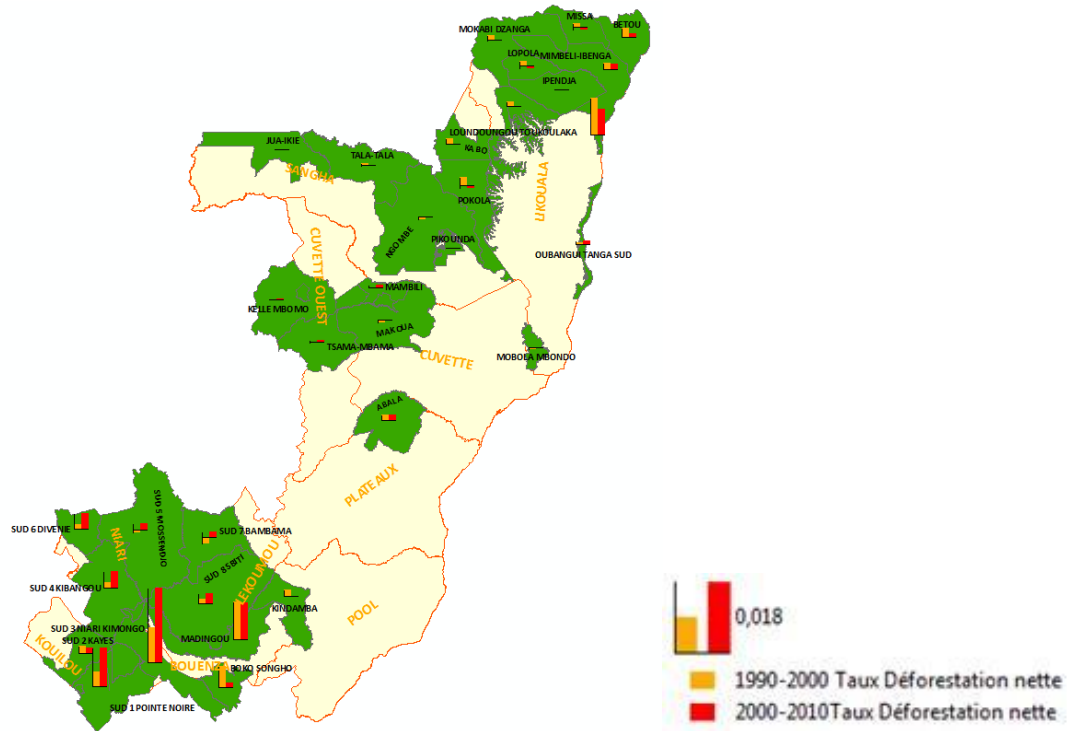 MISSA
BETOU
MOKABI DZANGA
LOPOLA
MIMBELI-IBENGA
IPENDJA
LOUNDOUNGOU TOUKOULAKA
JUA-IKIE
KABO
TALA-TALA
SANGHA
LIKOUALA
POKOLA
NGOMBE
PIKOUNDA
CUVETTE OUEST
OUBANGUI TANGA SUD
MAMBILI
KELLE MBOMO
MAKOUA
TSAMA-MBAMA
CUVETTE
MOBOLA MBONDO
ABALA
PLATEAUX
SUD 5 MOSSENDJO
SUD 6 DIVENIE
NIARI
SUD 7 BAMBAMA
SUD 8 SBITI
LEKOUMOU
SUD 4 KIBANGOU
KINDAMBA
POOL
SUD 3 NIARI KIMONGO
SUD 2 KAYES
MADINGOU
KOUILOU
BOUENZA
BOKO SONGHO
SUD 1 POINTE NOIRE
0,018
1990-2000 Taux Déforestation nette
2000-2010Taux Déforestation nette